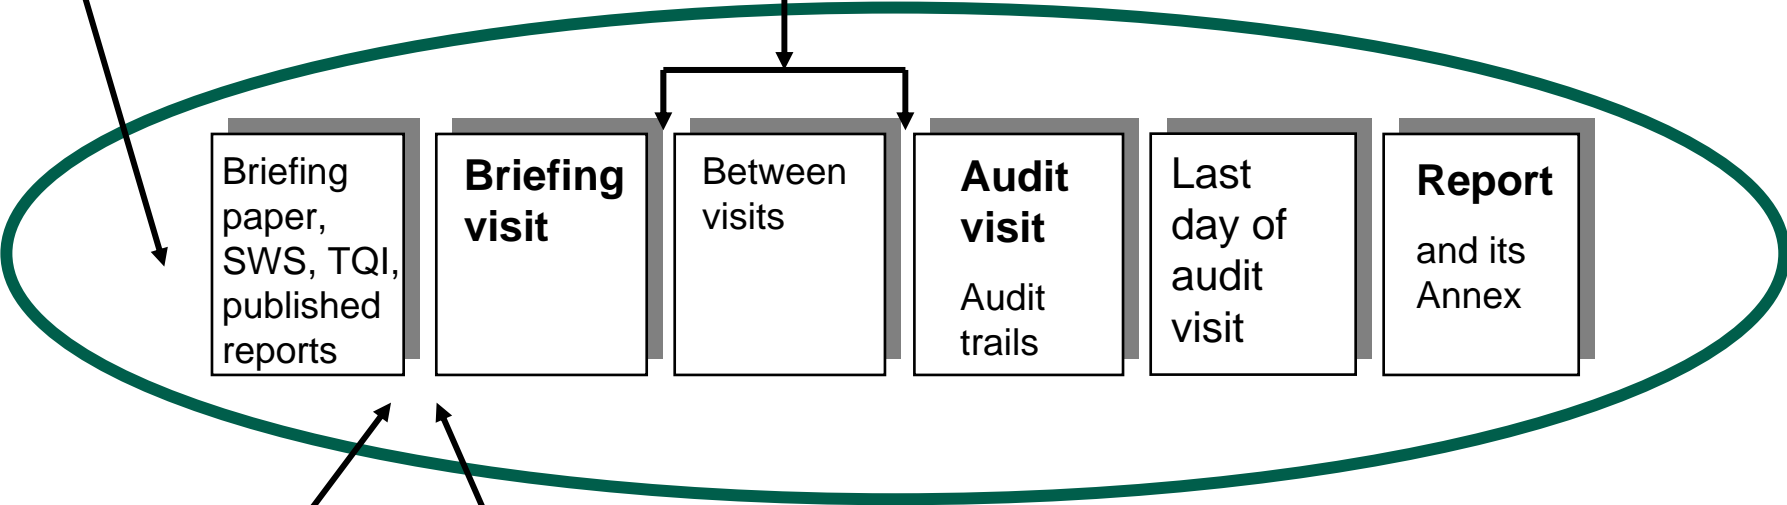 Briefing
paper,
SWS, TQI,
published
reports
Briefing
visit
Between
visits
Audit
visit
Audit
trails
Last
day of
audit
visit
Report
and its
Annex